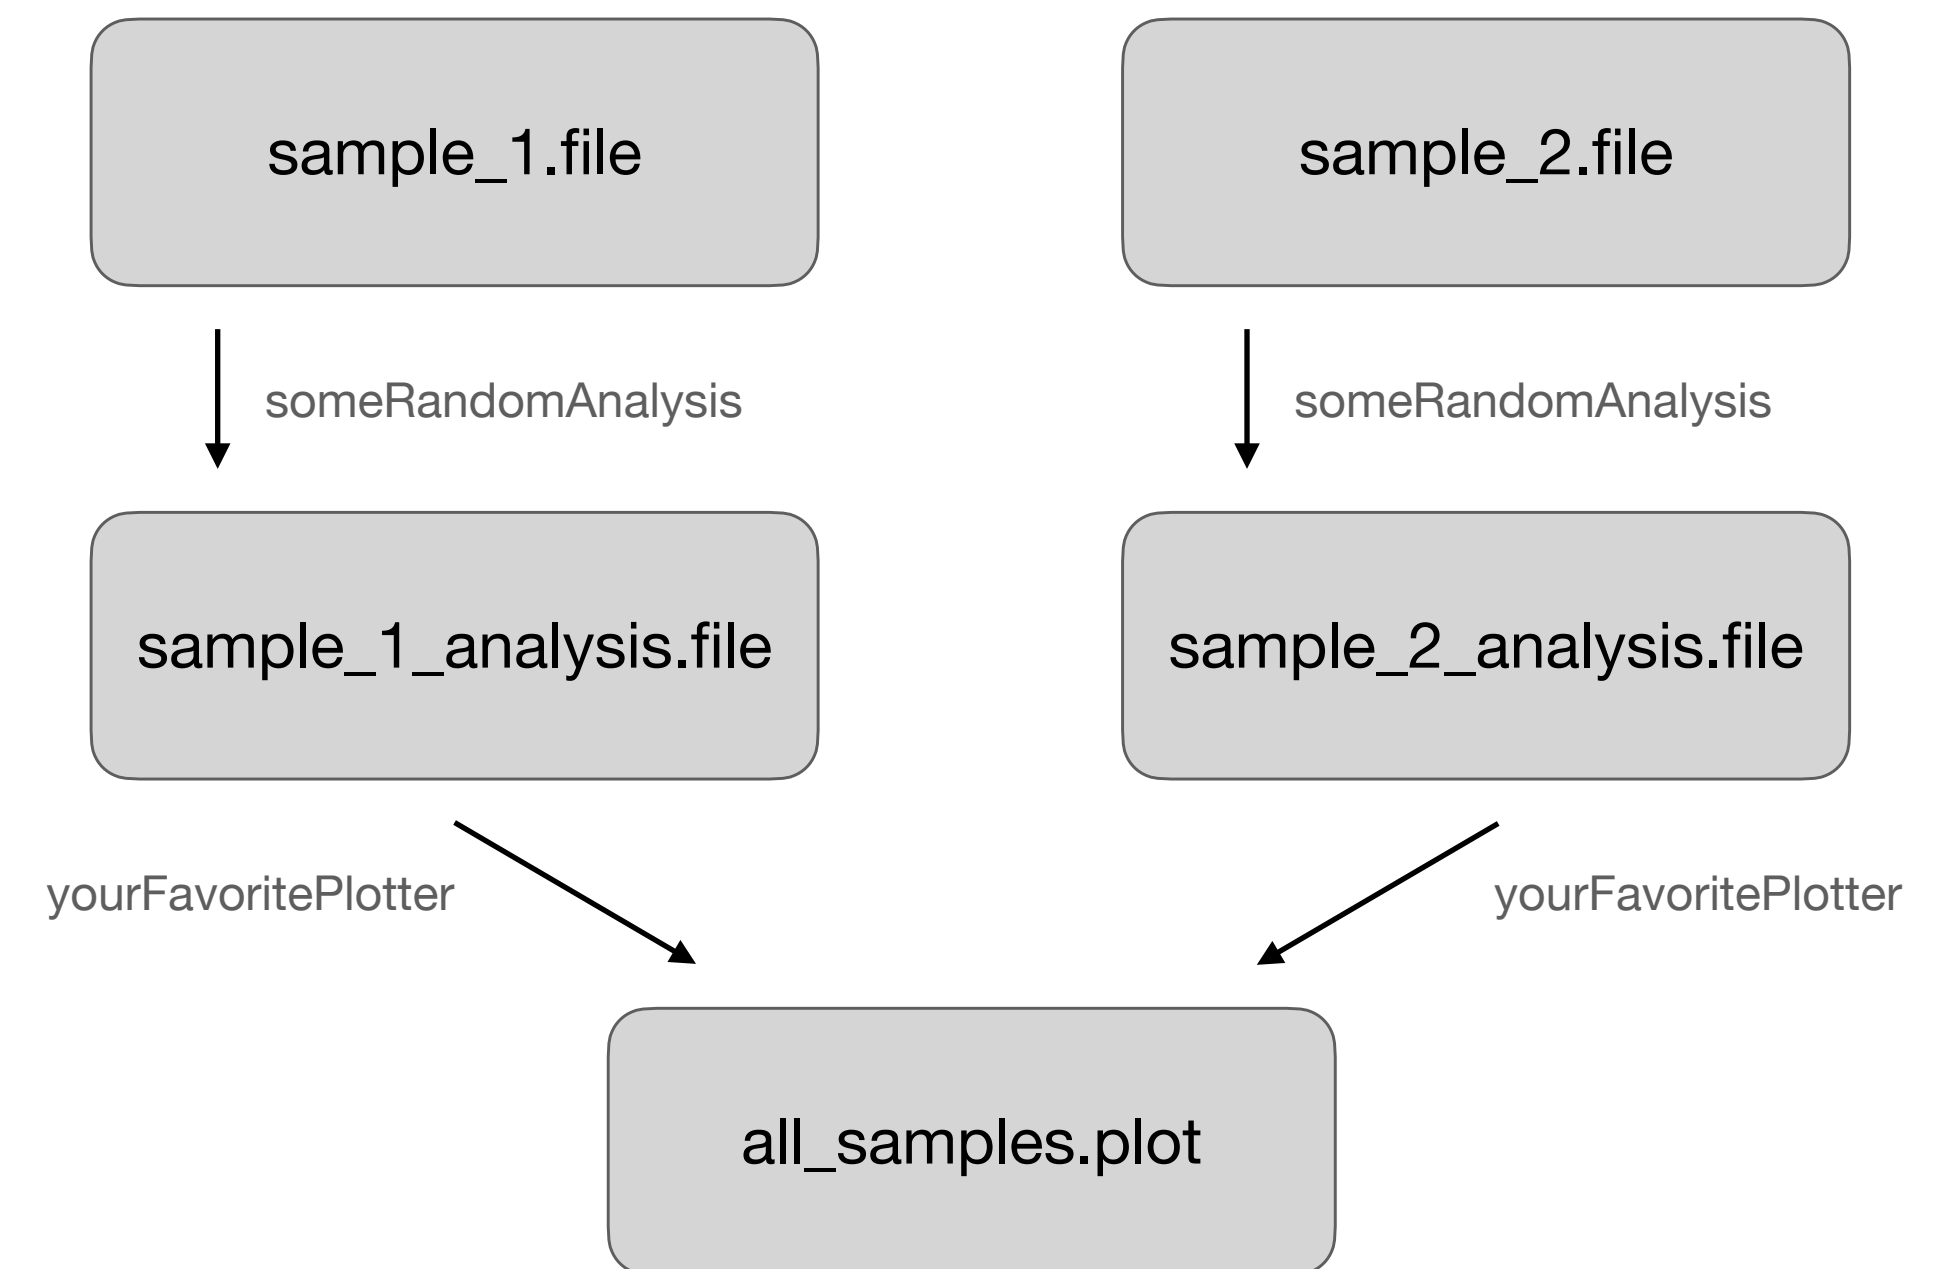 sample_1.file
sample_2.file
someRandomAnalysis
someRandomAnalysis
sample_1_analysis.file
sample_2_analysis.file
yourFavoritePlotter
yourFavoritePlotter
all_samples.plot